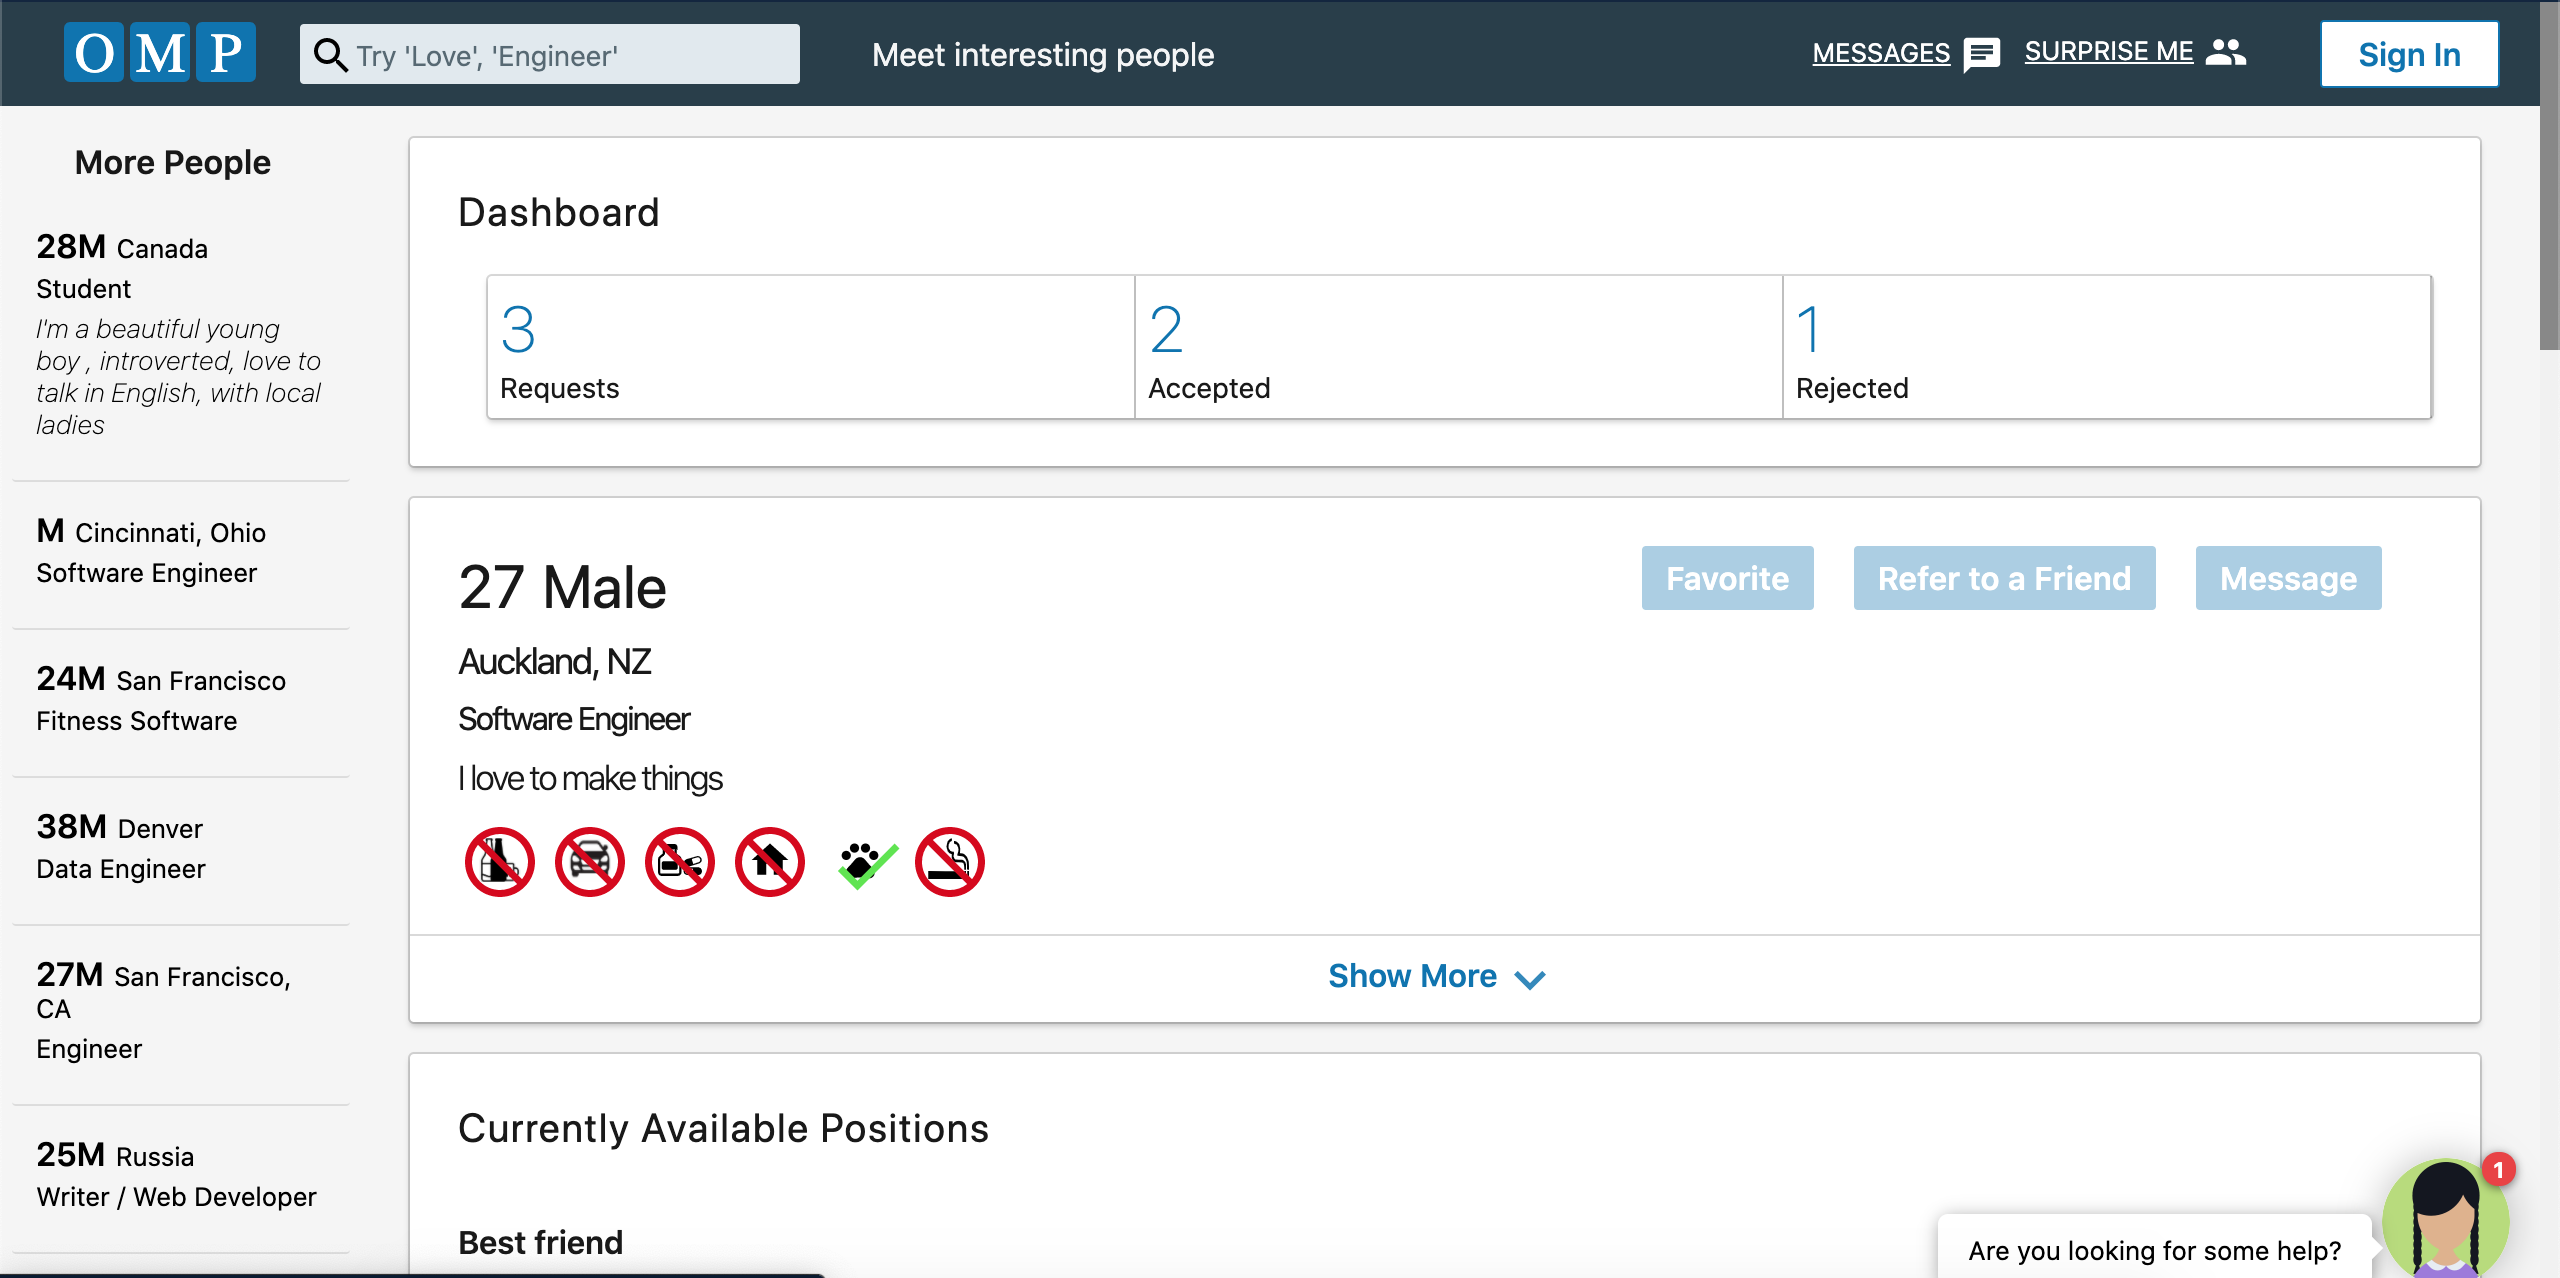 OMP
Try 'Love', 'Engineer'
Meet interesting people
MESSAGES
SURPRISE ME
Sign In
More People
28M Canada
Student
I'm a beautiful young
boy , introverted, love to
talk in English, with local
ladies
M Cincinnati, Ohio
Software Engineer
24M San Francisco
Fitness Software
38M Denver
Data Engineer
27M San Francisco,
CA
Engineer
25M Russia
Writer / Web Developer
Dashboard
3
Requests
2
Accepted
1
Rejected
27 Male
Favorite
Refer to a Friend
Message
Auckland, NZ
Software Engineer
I love to make things
Show More
Currently Available Positions
Best friend
1
Are you looking for some help?